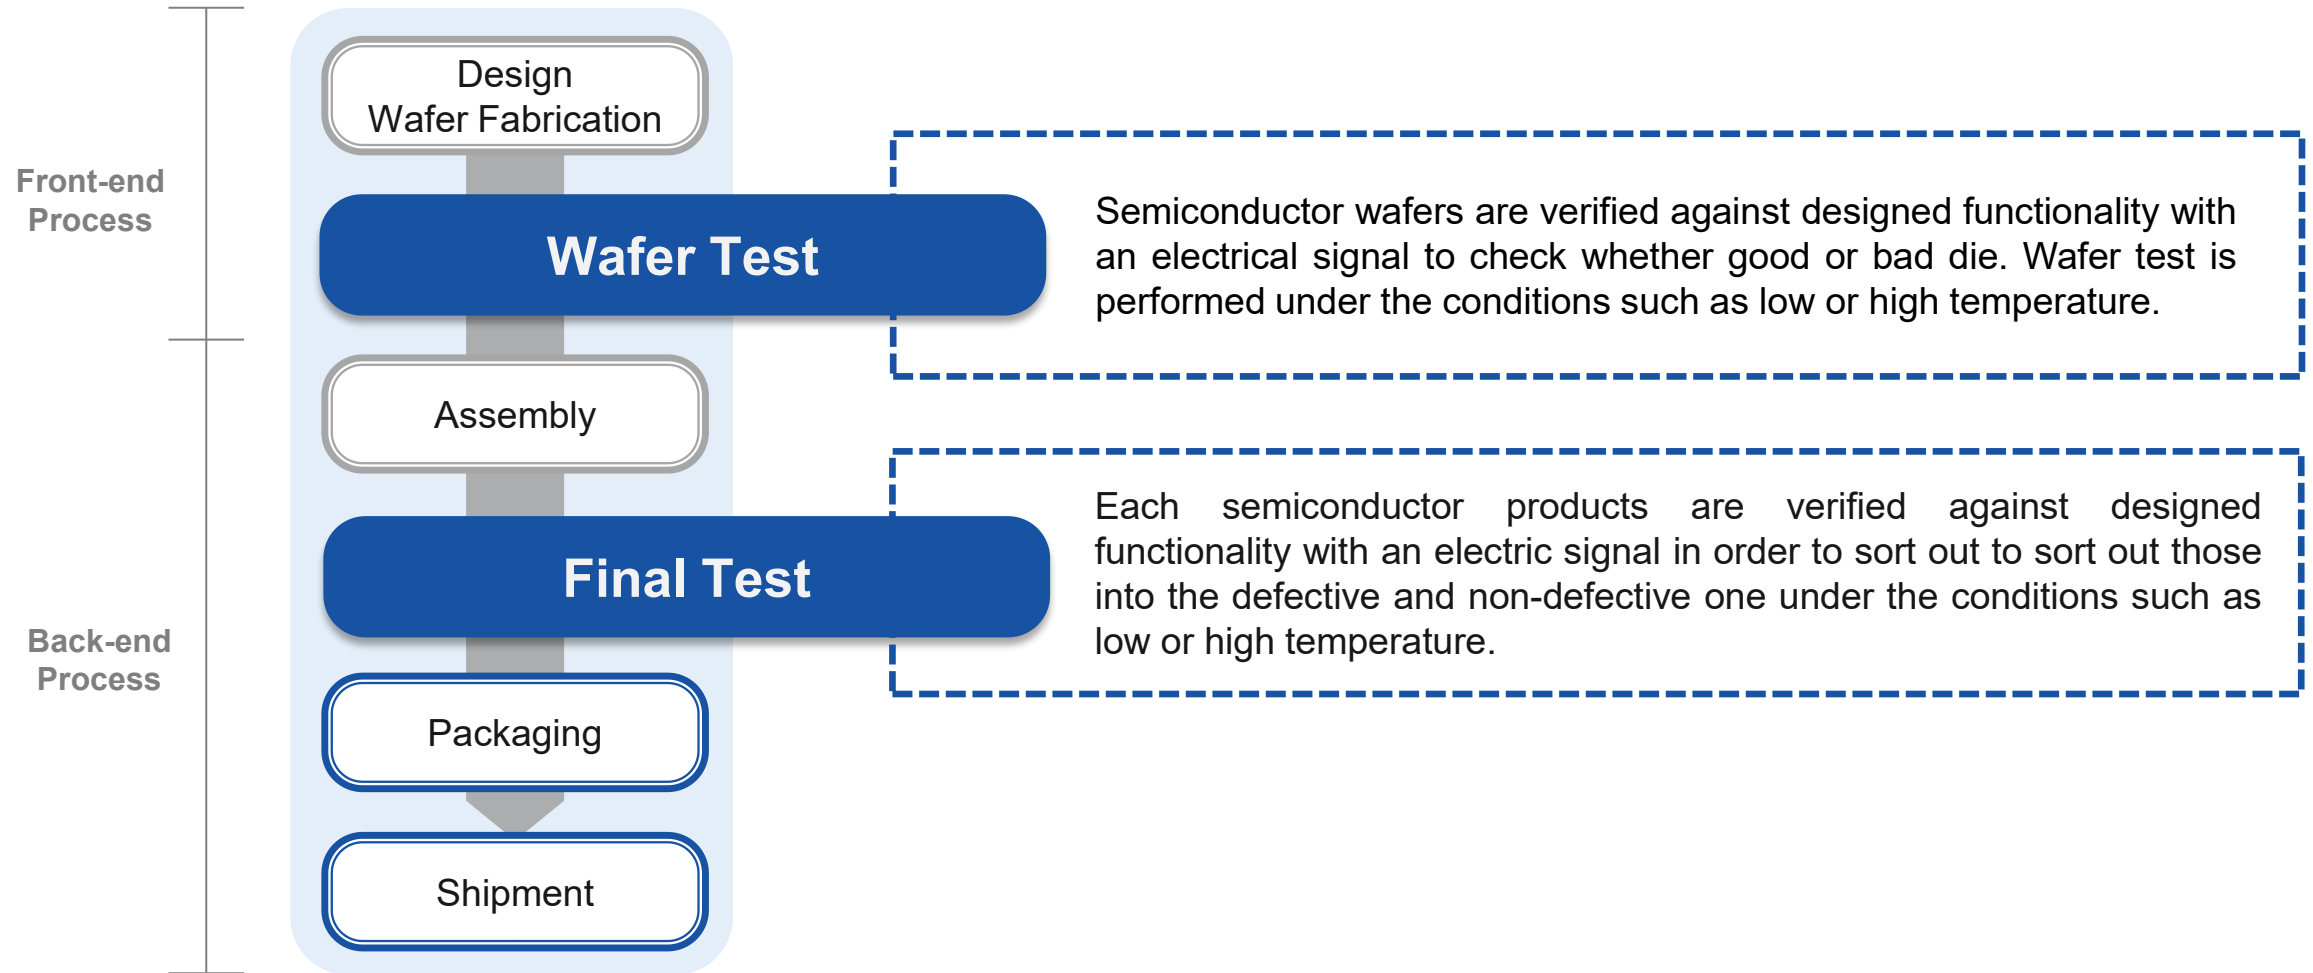 Design
Wafer Fabrication
Front-end
Process
Wafer Test
Semiconductor wafers are verified against designed functionality with
an electrical signal to check whether good or bad die. Wafer test is
performed under the conditions such as low or high temperature.
Assembly
Back-end
Process
Final Test
Each semiconductor products are verified against designed
functionality with an electric signal in order to sort out to sort out those
into the defective and non-defective one under the conditions such as
low or high temperature.
Packaging
Shipment